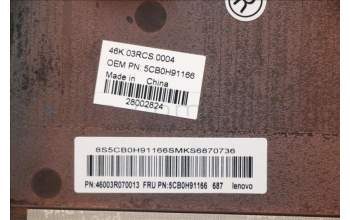 R
46K.03RCS.0004
OEM PN: 5CB0H91166
Made in China
28002824
8S5CB0H91166SMKS6870736
PN:46003R070013 FRU PN:5CB0H91166 687 lenovo